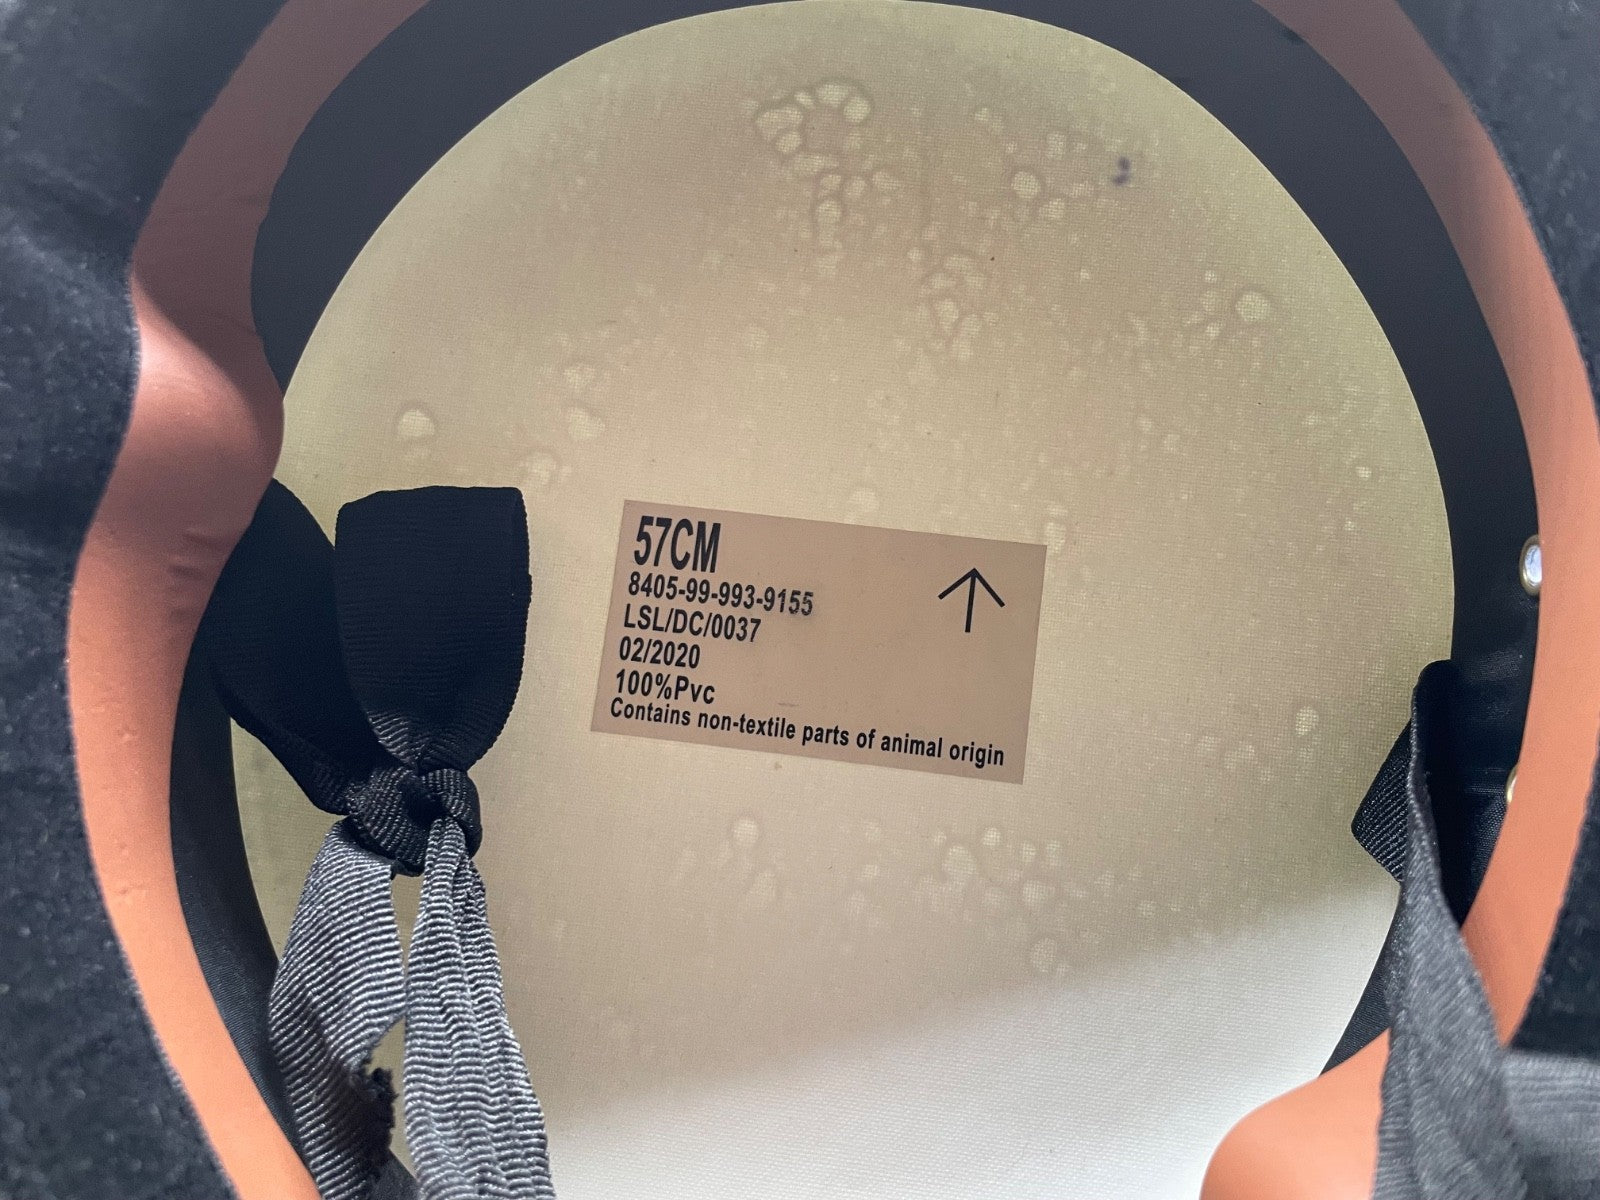 57CM
8405-99-993-9155
LSL/DC/0037
02/2020
100%Pvc
Contains non-textile parts of animal origin